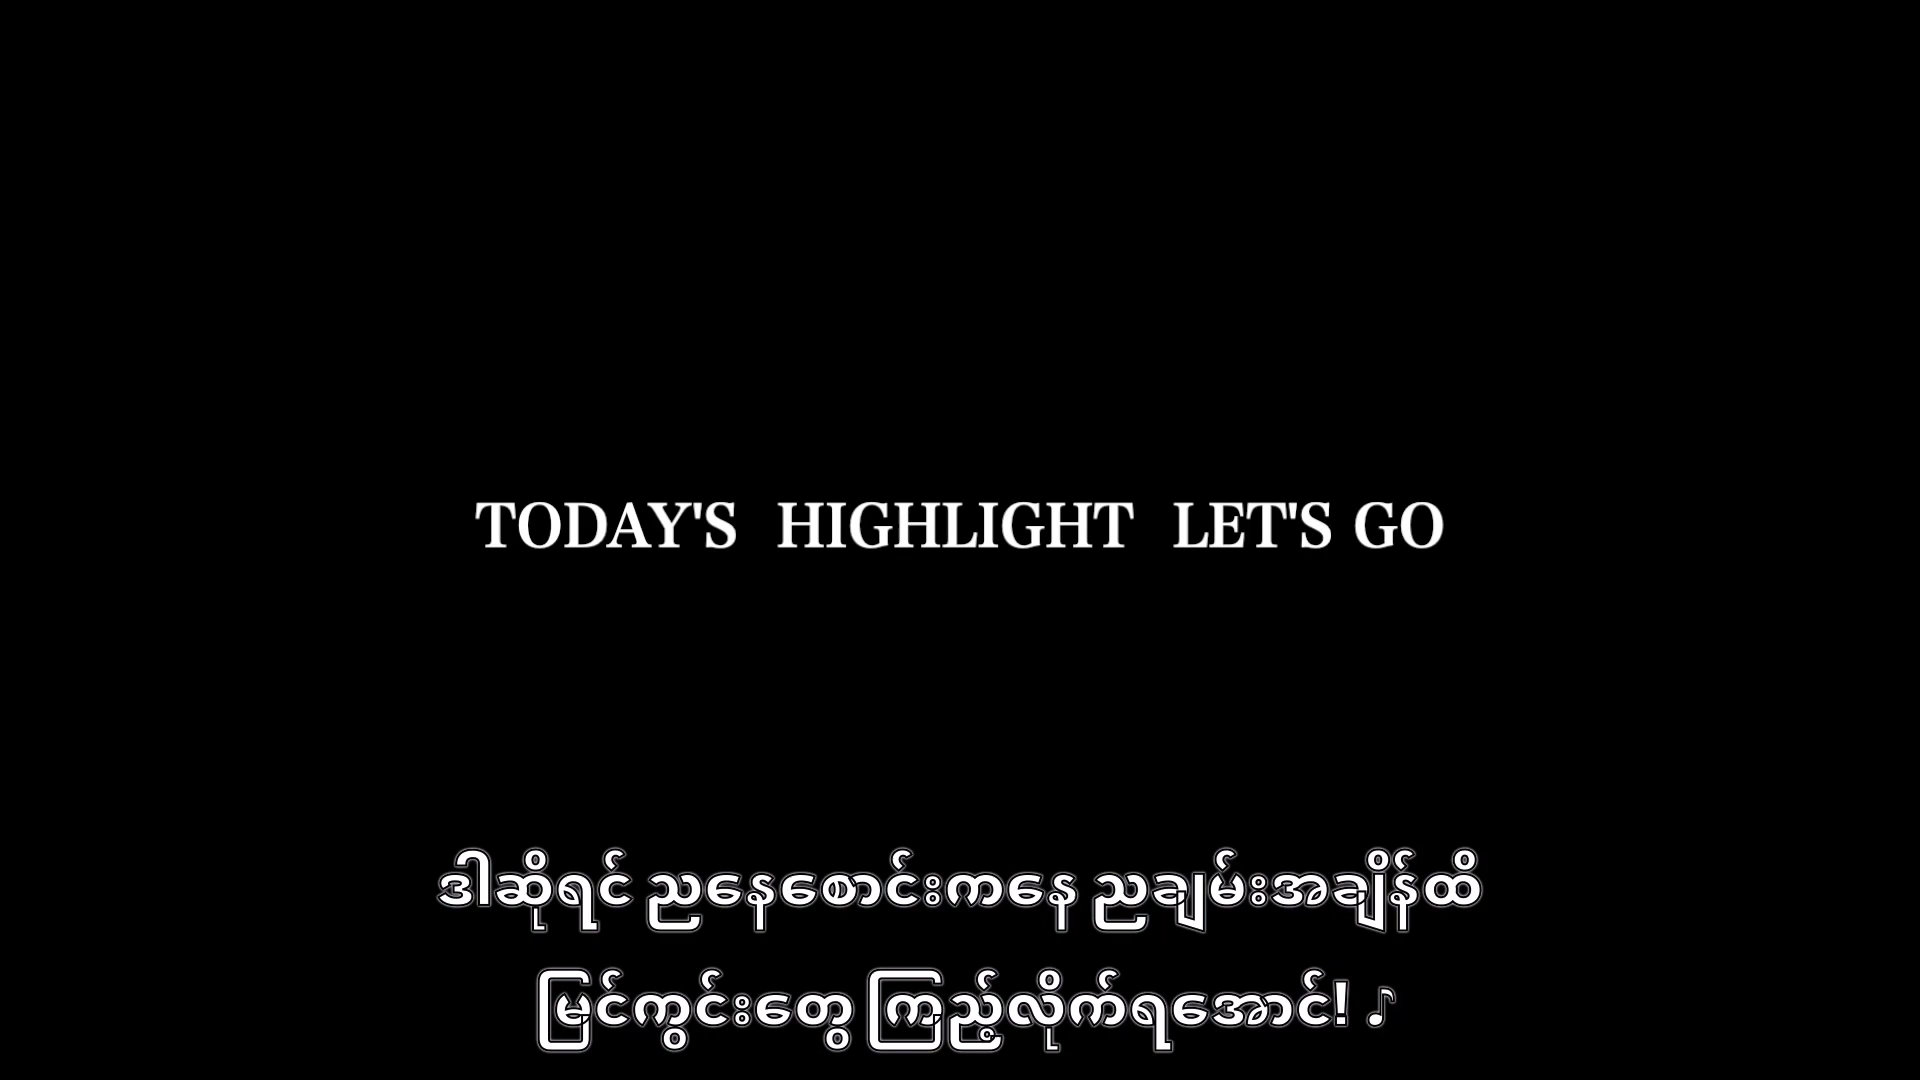 TODAY'S HIGHLIGHT LET'S GO
ဒါဆိုရင် ညနေစောင်းကနေ ညချမ်းအချိန်ထိ
မြင်ကွင်းတွေ ကြည့်လိုက်ရအောင်! ♪